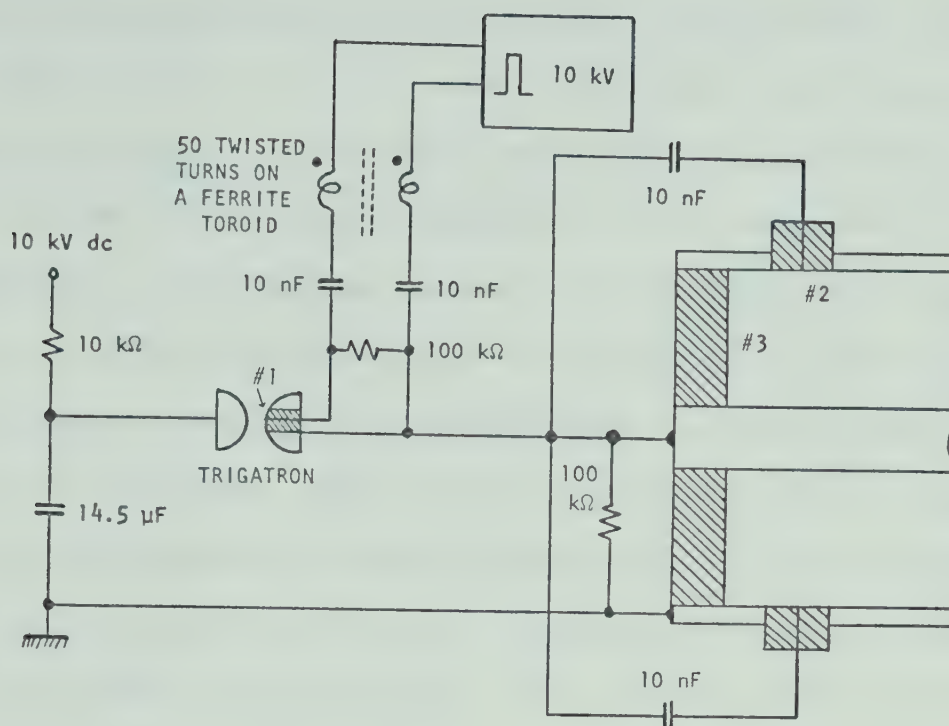 10 kV
50 TWISTED
TURNS ON
A FERRITE
TOROID
10 nF
10 kV dc
10 nF
10 nF
#2
10 kΩ
100 kΩ
#3
#1
TRIGATRON
100
kΩ
14.5 µF
10 nF